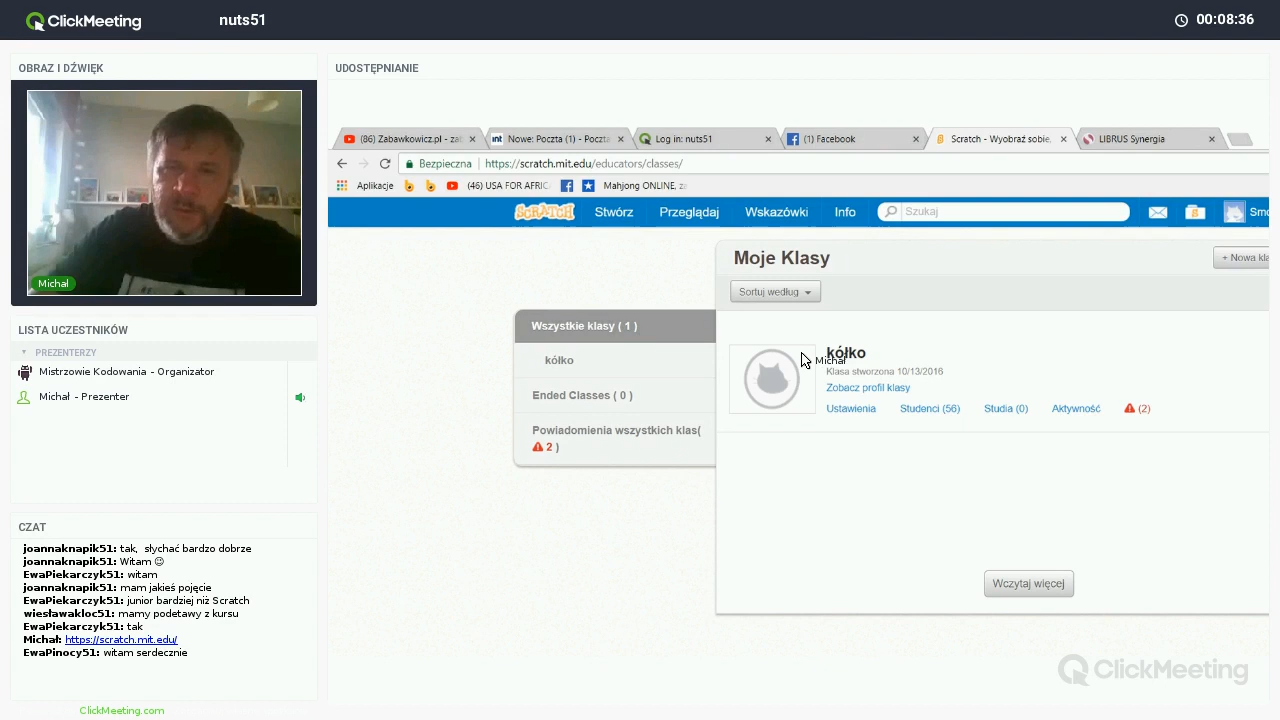 ClickMeeting
nuts51
00:08:36
OBRAZ I DŹWIĘK
Michał
LISTA UCZESTNIKÓW
PREZENTERZY
Mistrzowie Kodowania - Organizator
Michał - Prezenter
CZAT
joannaknapik51: tak, słychać bardzo dobrze
joannaknapik51: Witam
EwaPiekarczyk51: witam
joannaknapik51: mam jakieś pojęcie
EwaPiekarczyk51: junior bardziej niż Scratch
wiesławakloc51: mamy podetawy z kursu
EwaPiekarczyk51: tak
Michał: https://scratch.mit.edu/
EwaPinocy51: witam serdecznie
ClickMeeting.com
UDOSTĘPNIANIE
(86) Zabawkowicz.pl - za
Nowe: Poczta (1) - Poczta
Log in: nuts51
(1) Facebook
Scratch - Wyobraź sobie,
LIBRUS Synergia
Bezpieczna
https://scratch.mit.edu/educators/classes/
Aplikacje
(46) USA FOR AFRIC
Mahjong ONLINE, za
SCRATCH
Stwórz
Przeglądaj
Wskazówki
Info
Szukaj
Smo
Moje Klasy
+ Nowa kla
Sortuj według
Wszystkie klasy ( 1 )
kółko
Ended Classes ( 0 )
Powiadomienia wszystkich klas(
2 )
kółko
Michał
Klasa stworzona 10/13/2016
Zobacz profil klasy
Ustawienia
Studenci (56)
Studia (0)
Aktywność
(2)
Wczytaj więcej
ClickMeeting